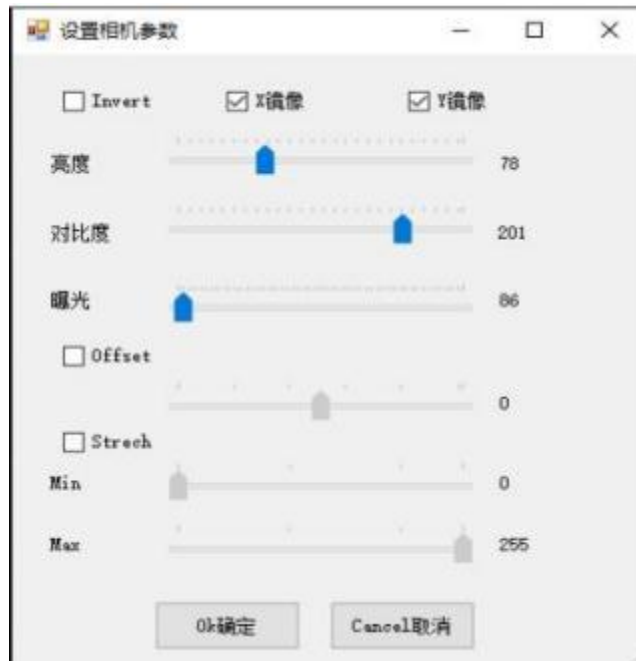 设置相机参数
Invert X镜像 Y镜像
亮度 78
对比度 201
曝光 86
Offset
0
Strech
Min 0
Max 255
Ok确定 Cancel取消